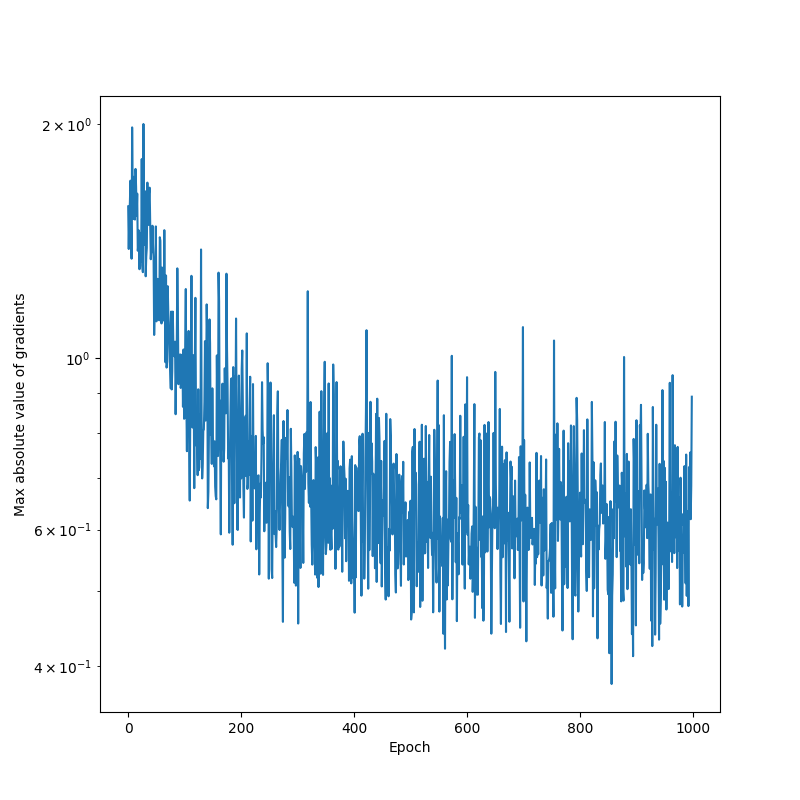 Max absolute value of gradients
2 × 10⁰
10⁰
6 × 10⁻¹
4 × 10⁻¹
0 200 400 600 800 1000
Epoch